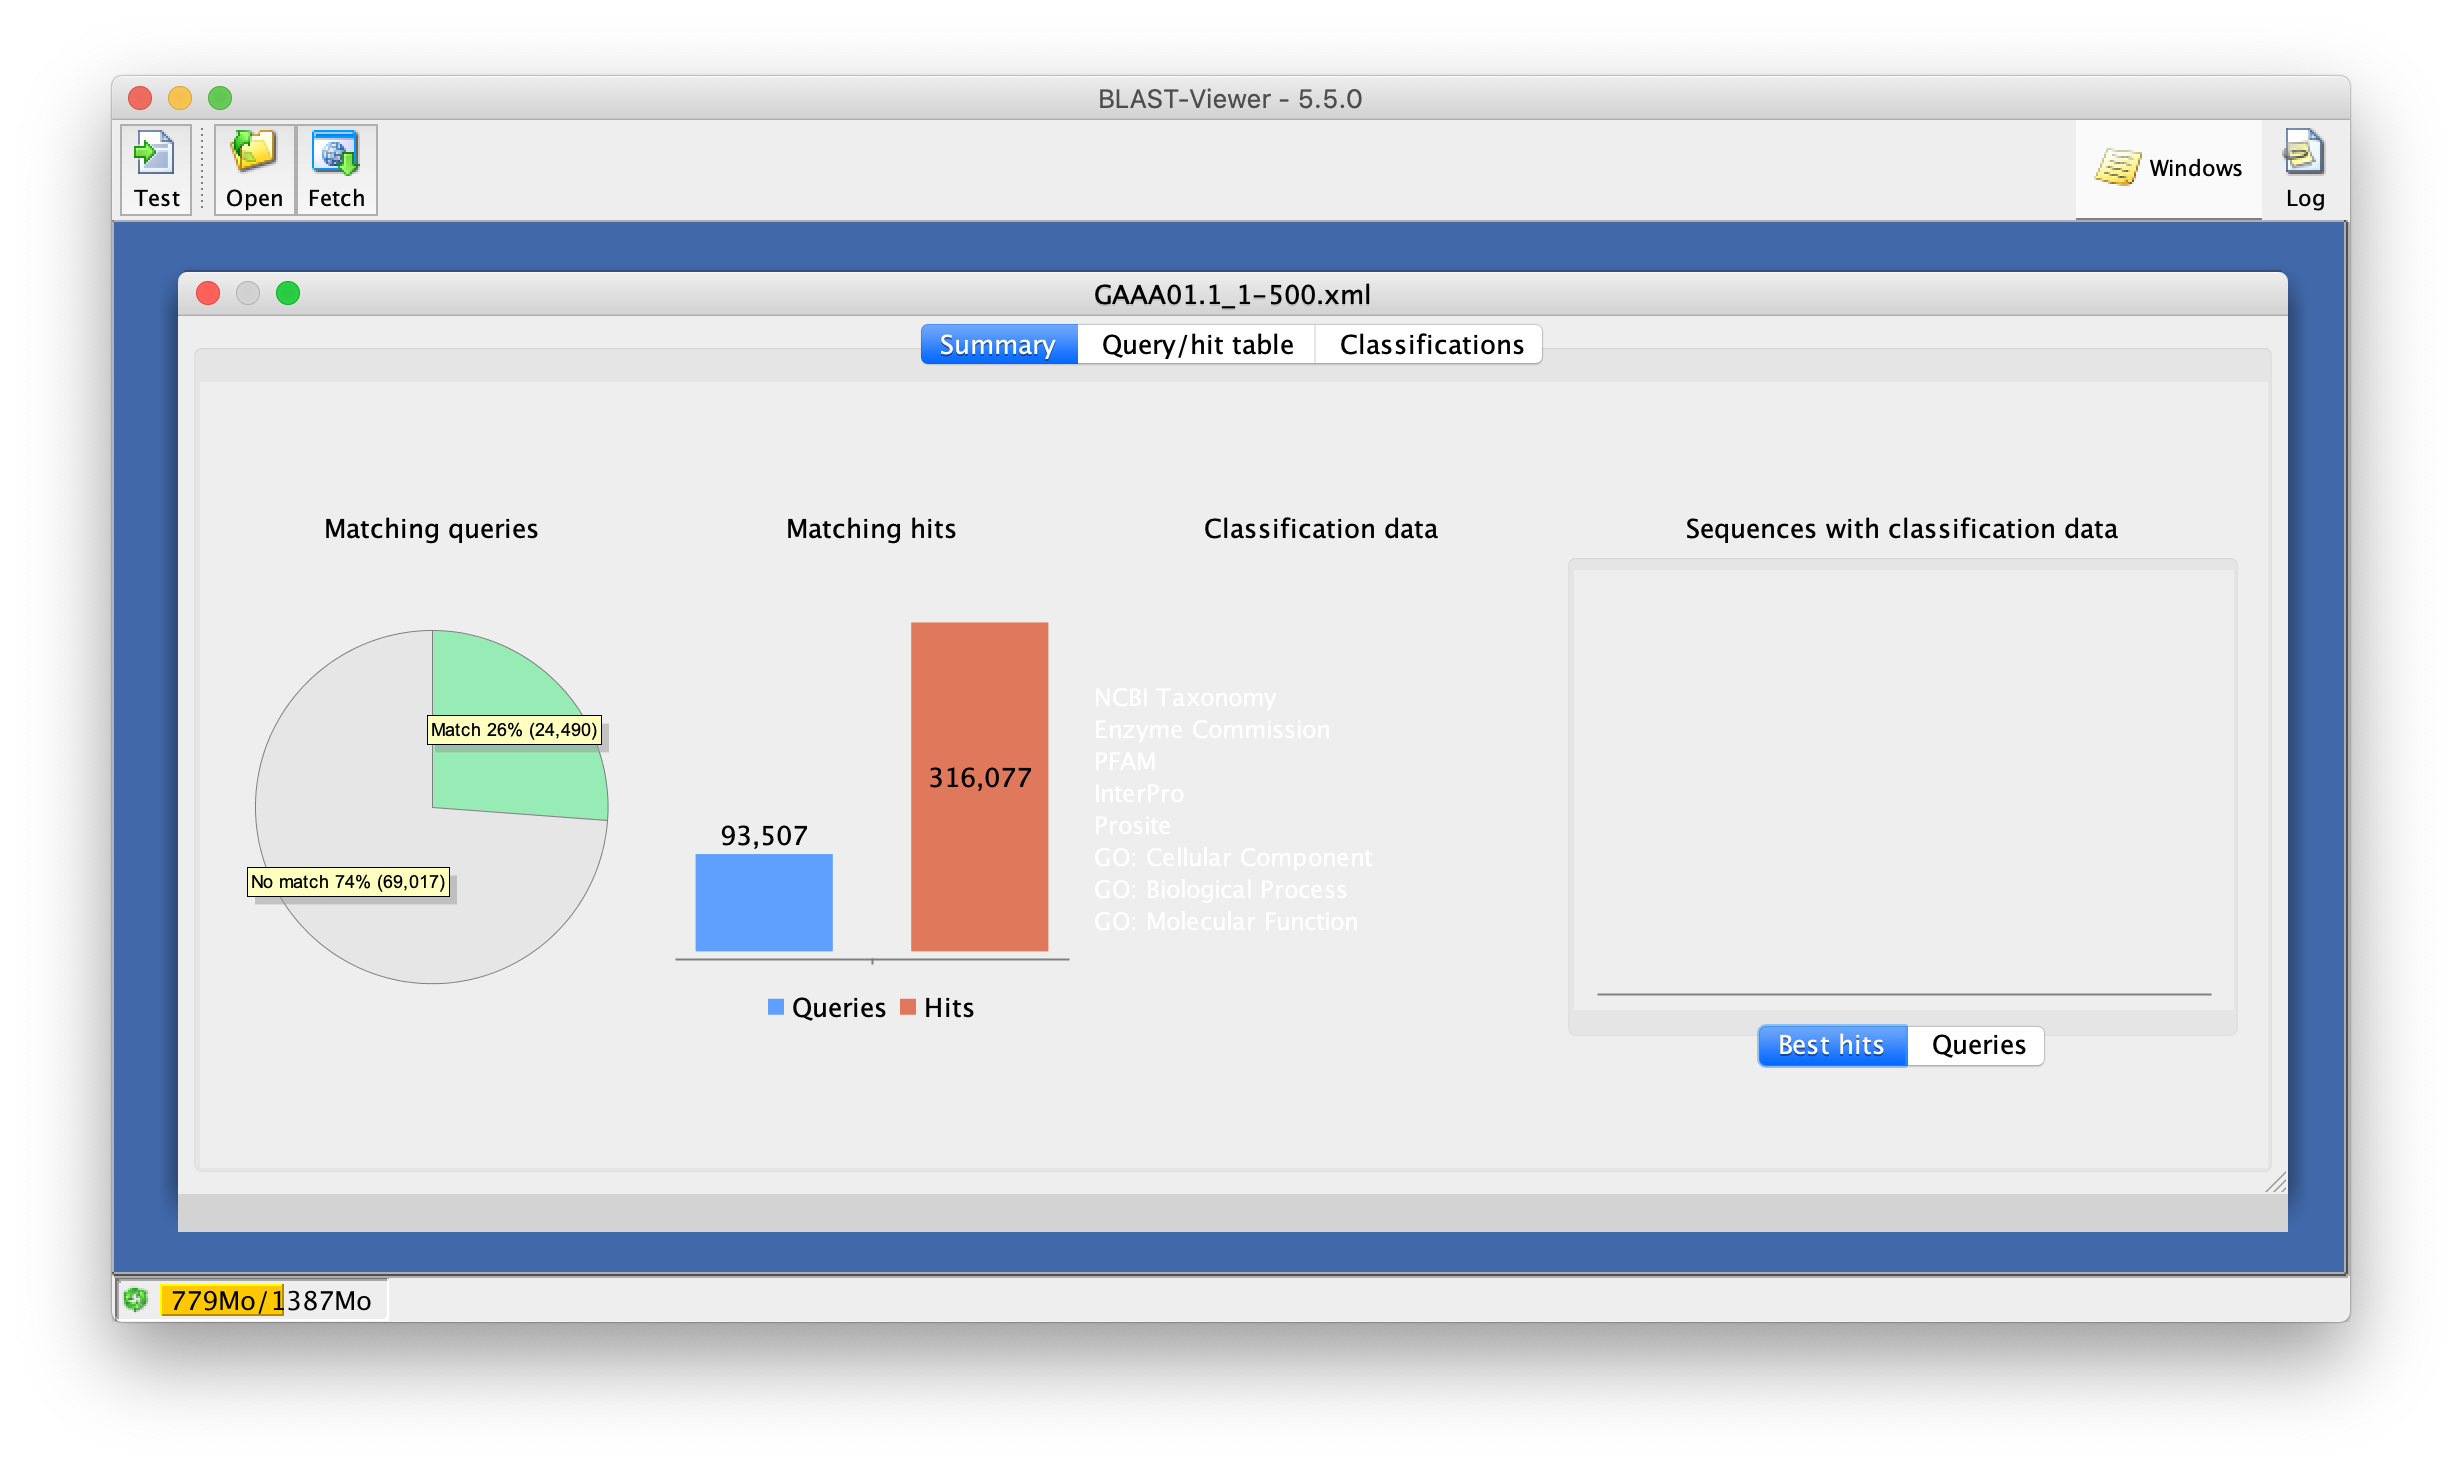 BLAST-Viewer - 5.5.0
Test
Open
Fetch
Windows
Log
GAAA01.1_1-500.xml
Summary
Query/hit table
Classifications
Matching queries
Matching hits
Classification data
Sequences with classification data
Match 26% (24,490)
No match 74% (69,017)
93,507
316,077
Queries
Hits
NCBI Taxonomy
Enzyme Commission
PFAM
InterPro
Prosite
GO: Cellular Component
GO: Biological Process
GO: Molecular Function
Best hits
Queries
779Mo/1387Mo